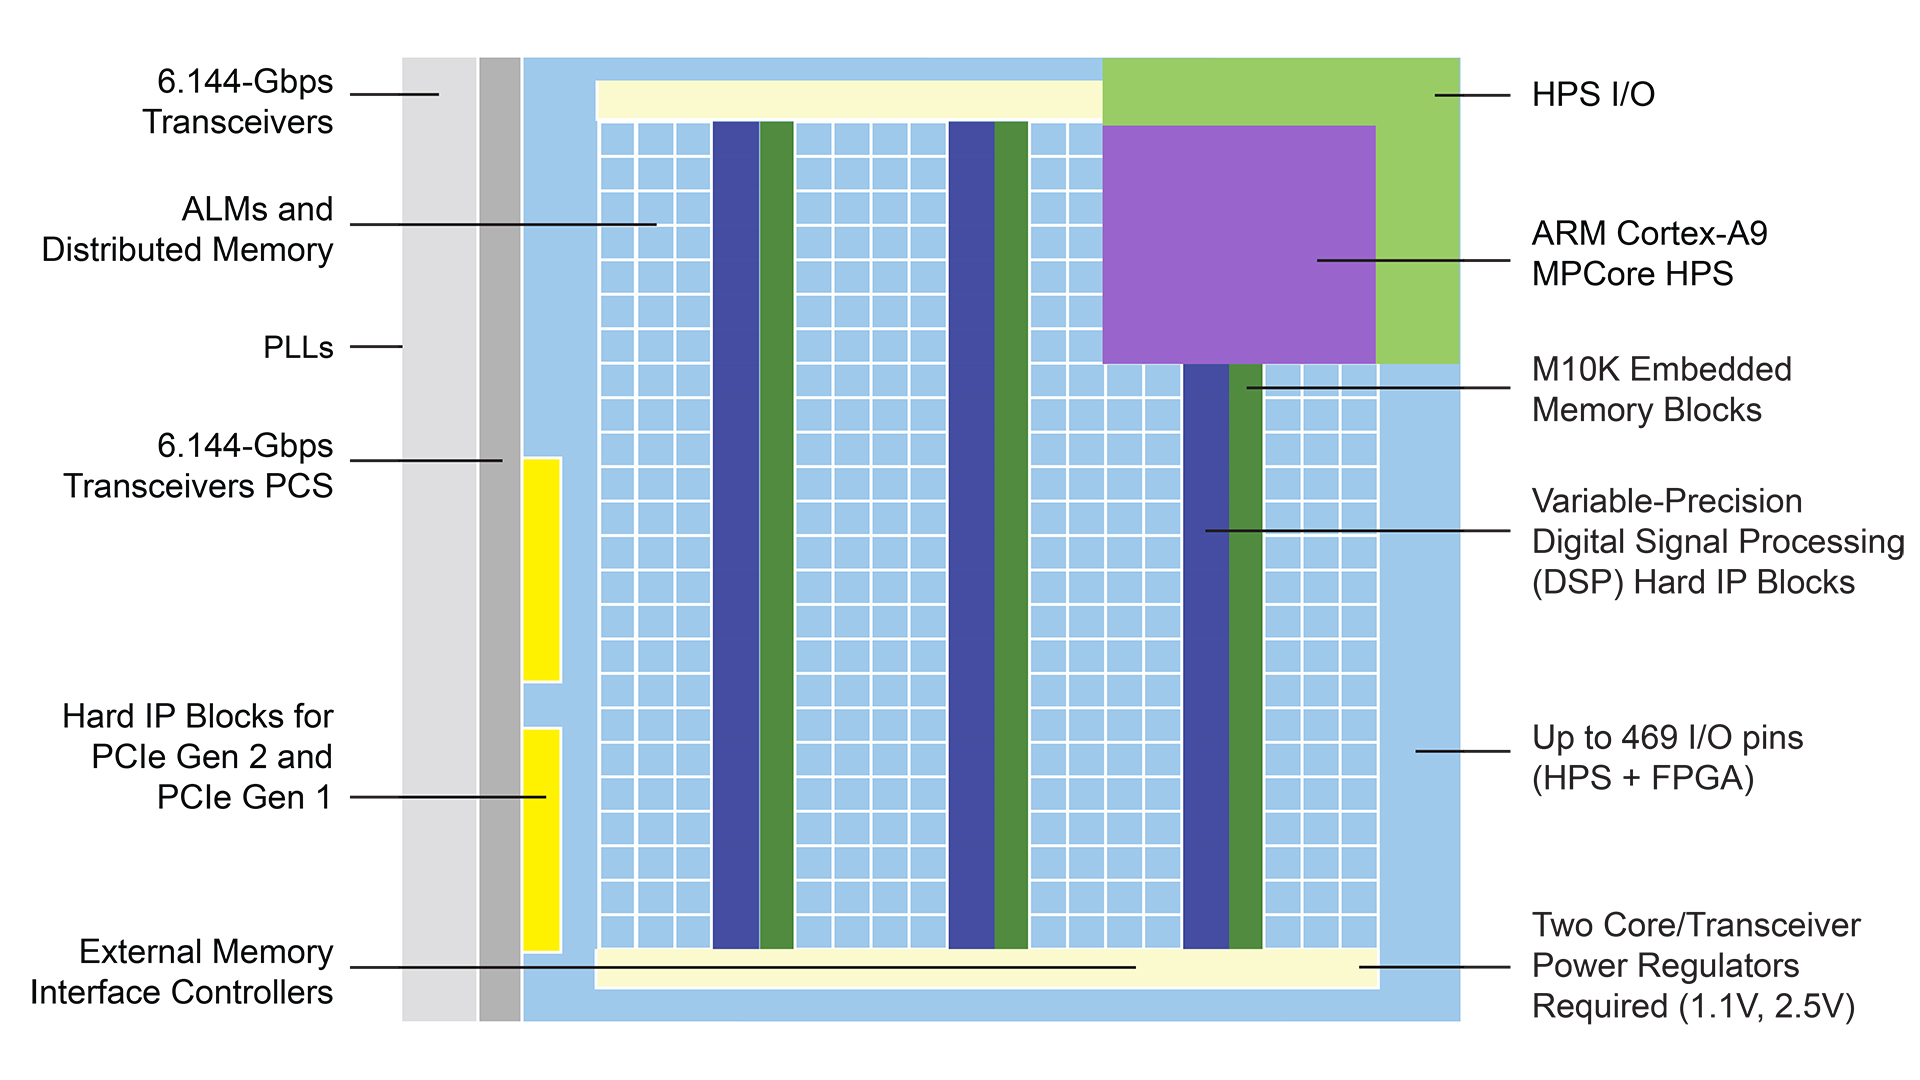 6.144-Gbps
Transceivers
ALMs and
Distributed Memory
PLLs
6.144-Gbps
Transceivers PCS
Hard IP Blocks for
PCIe Gen 2 and
PCIe Gen 1
External Memory
Interface Controllers
HPS I/O
ARM Cortex-A9
MPCore HPS
M10K Embedded
Memory Blocks
Variable-Precision
Digital Signal Processing
(DSP) Hard IP Blocks
Up to 469 I/O pins
(HPS + FPGA)
Two Core/Transceiver
Power Regulators
Required (1.1V, 2.5V)